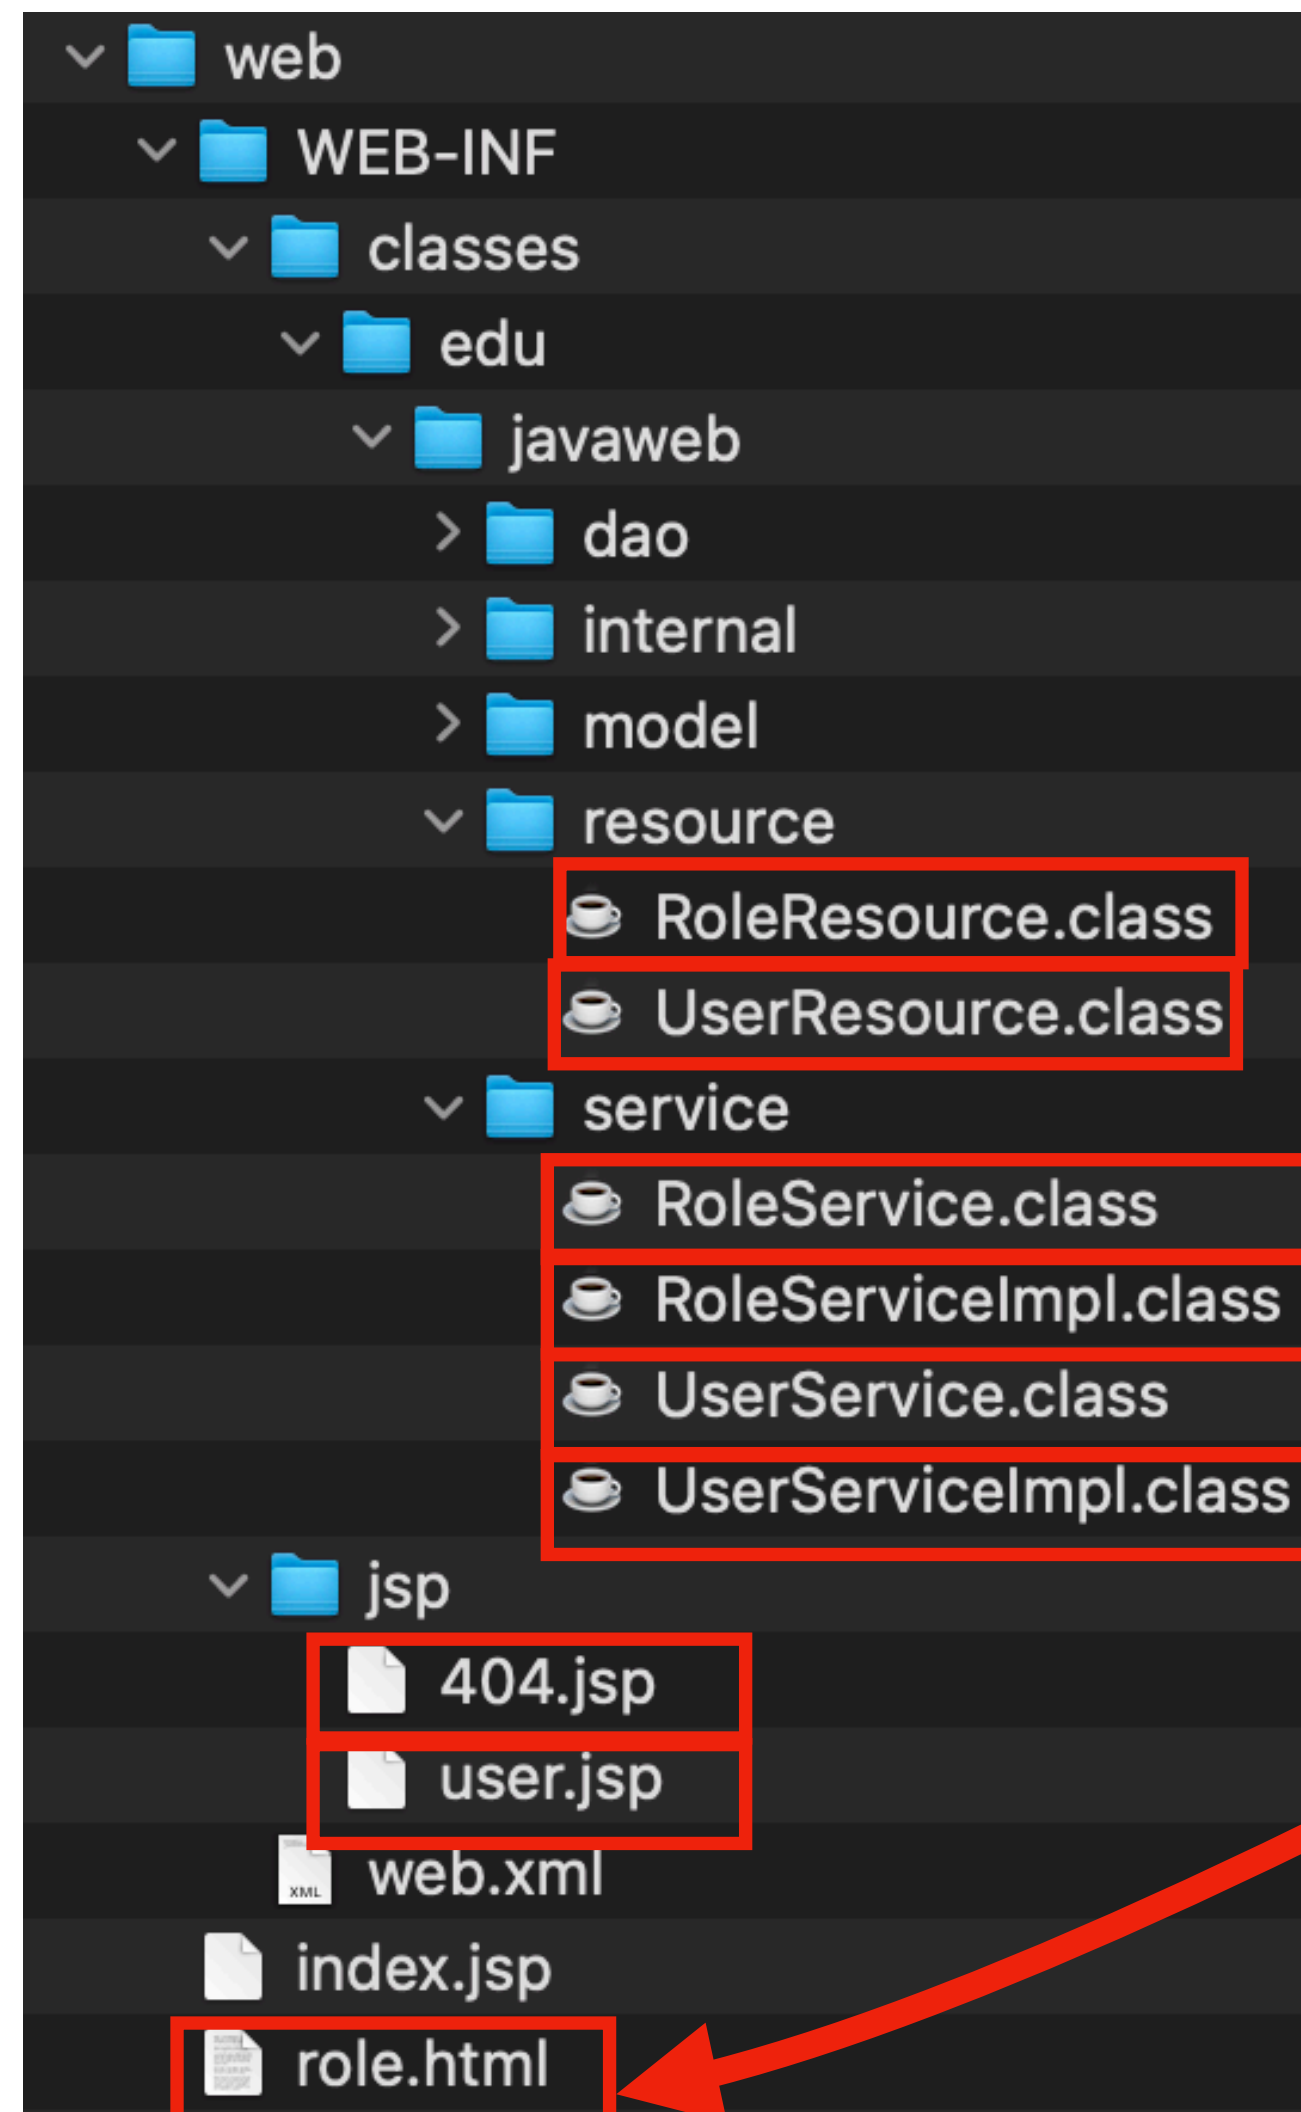 web
WEB-INF
classes
edu
javaweb
dao
internal
model
resource
RoleResource.class
UserResource.class
service
RoleService.class
RoleServiceImpl.class
UserService.class
UserServiceImpl.class
jsp
404.jsp
user.jsp
XML
web.xml
index.jsp
role.html